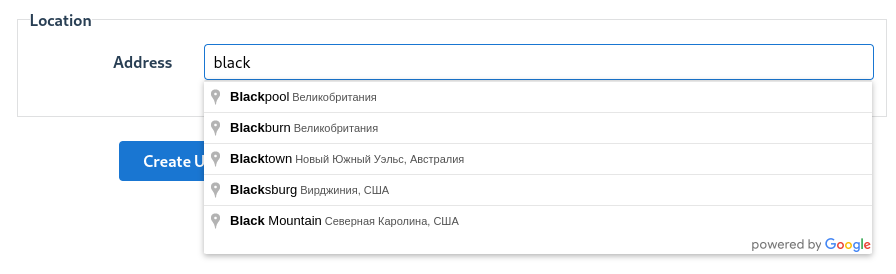 Location
Address black
Blackpool Великобритания
Blackburn Великобритания
Blacktown Новый Южный Уэльс, Австралия
Create U
Blacksburg Вирджиния, США
Black Mountain Северная Каролина, США
powered by Google